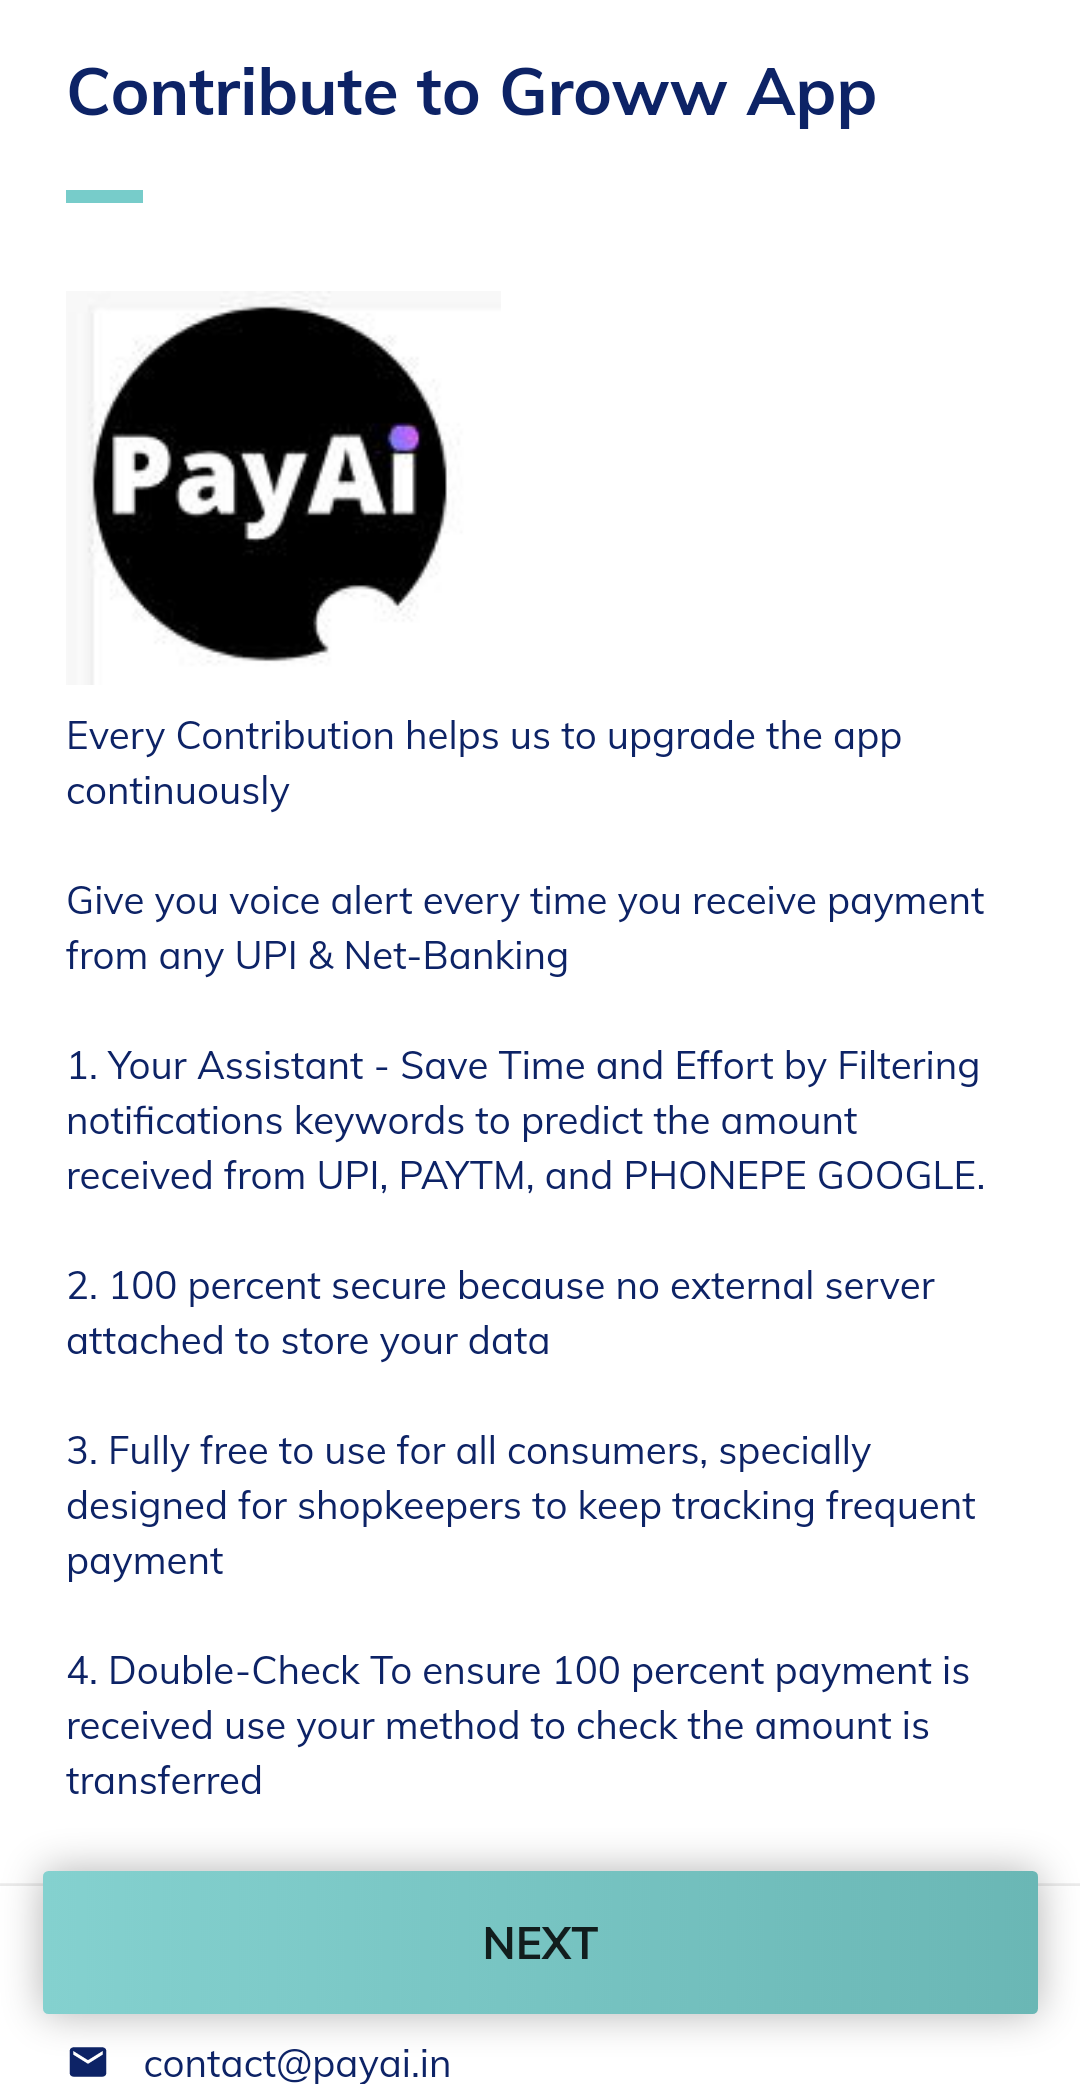 Contribute to Groww App
PayAi
Every Contribution helps us to upgrade the app
continuously
Give you voice alert every time you receive payment
from any UPI & Net-Banking
1. Your Assistant - Save Time and Effort by Filtering
notifications keywords to predict the amount
received from UPI, PAYTM, and PHONEPE GOOGLE.
2. 100 percent secure because no external server
attached to store your data
3. Fully free to use for all consumers, specially
designed for shopkeepers to keep tracking frequent
payment
4. Double-Check To ensure 100 percent payment is
received use your method to check the amount is
transferred
NEXT
contact@payai.in